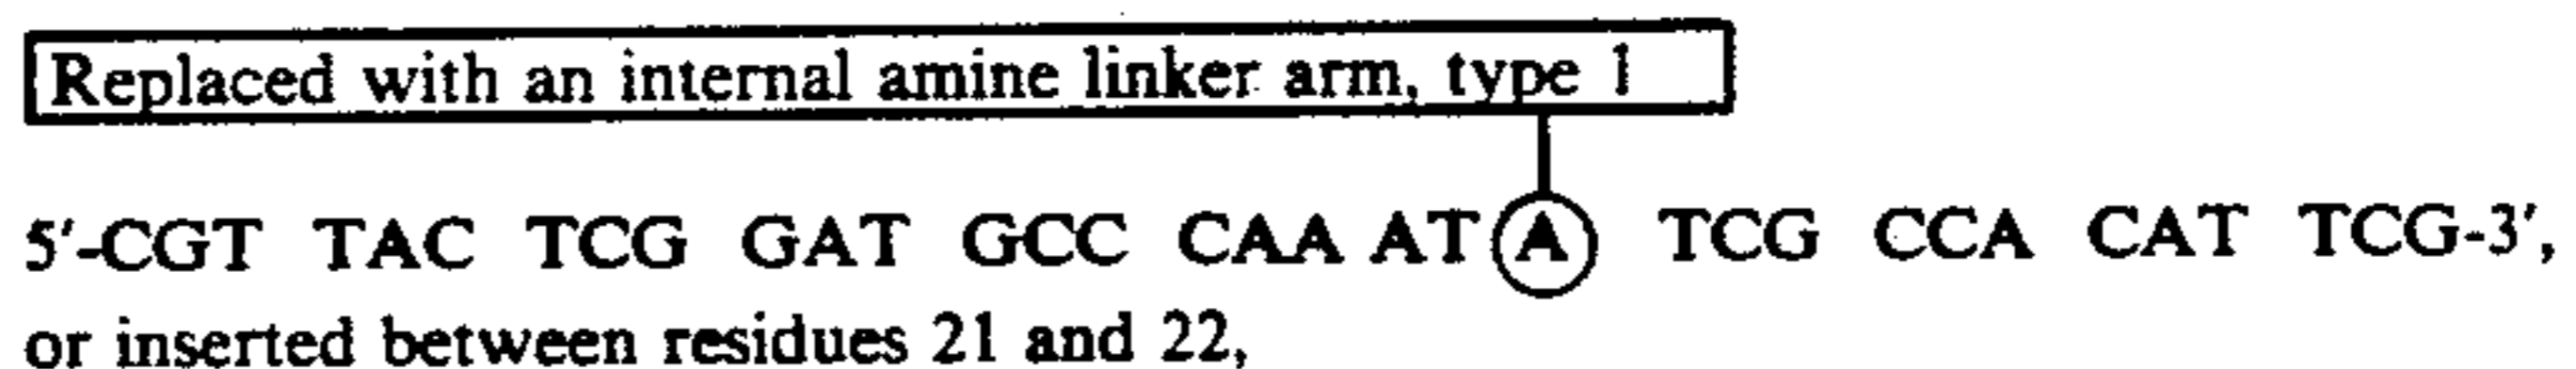 Replaced with an internal amine linker arm, type 1
5'-CGT TAC TCG GAT GCC CAA AT A TCG CCA CAT TCG-3',
or inserted between residues 21 and 22,